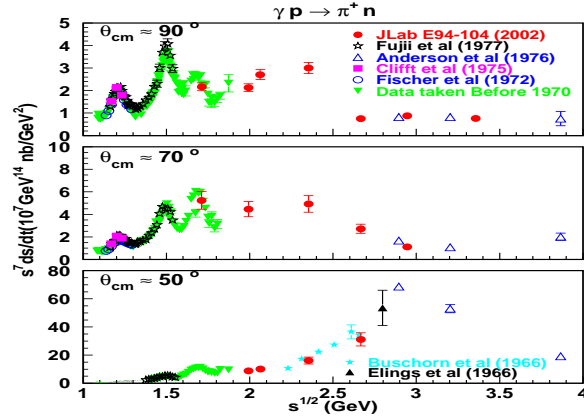 γ p → π⁺ n
θcm ≈ 90 °
JLab E94-104 (2002)
Fujii et al (1977)
Anderson et al (1976)
Clifft et al (1975)
Fischer et al (1972)
Data taken Before 1970
5
4
3
2
1
0
θcm ≈ 70 °
10
8
6
4
2
0
s⁷ds/dt(10⁷GeV¹⁴ nb/GeV²)
θcm ≈ 50 °
80
60
40
20
0
Buschorn et al (1966)
Elings et al (1966)
1 1.5 2 2.5 3 3.5 4
s¹/² (GeV)